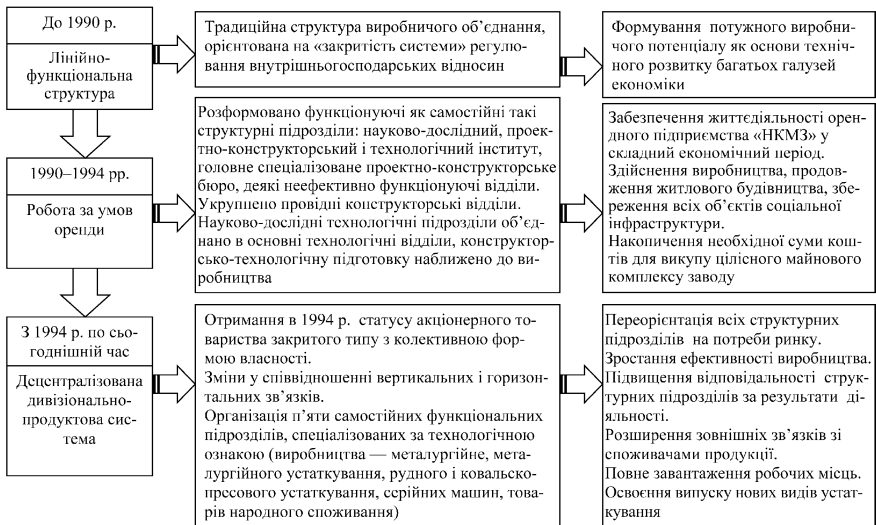 До 1990 р.
Лінійно-
функціональна
структура
Традиційна структура виробничого об’єднання,
орієнтована на «закритість системи» регулю-
вання внутрішньогосподарських відносин
Формування потужного виробни-
чого потенціалу як основи техніч-
ного розвитку багатьох галузей
економіки
1990–1994 рр.
Робота за умов
оренди
Розформовано функціонуючі як самостійні такі
структурні підрозділи: науково-дослідний, проек-
тно-конструкторський і технологічний інститут,
головне спеціалізоване проектно-конструкторське
бюро, деякі неефективно функціонуючі відділи.
Укрупнено провідні конструкторські відділи.
Науково-дослідні технологічні підрозділи об’єд-
нано в основні технологічні відділи, конструктор-
сько-технологічну підготовку наближено до ви-
робництва
Забезпечення життєдіяльності орен-
дного підприємства «НКМЗ» у
складний економічний період.
Здійснення виробництва, продов-
ження житлового будівництва, збе-
реження всіх об’єктів соціальної
інфраструктури.
Накопичення необхідної суми кош-
тів для викупу цілісного майнового
комплексу заводу
З 1994 р. по сьо-
годнішній час
Децентралізована
дивізіонально-
продуктова сис-
тема
Отримання в 1994 р. статусу акціонерного то-
вариства закритого типу з колективною фор-
мою власності.
Зміни у співвідношенні вертикальних і горизон-
тальних зв’язків.
Організація п’яти самостійних функціональних
підрозділів, спеціалізованих за технологічною
ознакою (виробництва — металургійне, мета-
лургійного устаткування, рудного і ковальско-
пресового устаткування, серійних машин, това-
рів народного споживання)
Переорієнтація всіх структурних
підрозділів на потреби ринку.
Зростання ефективності виробництва.
Підвищення відповідальності струк-
турних підрозділів за результати ді-
яльності.
Розширення зовнішніх зв’язків зі
споживачами продукції.
Повне завантаження робочих місць.
Освоєння випуску нових видів устат-
кування